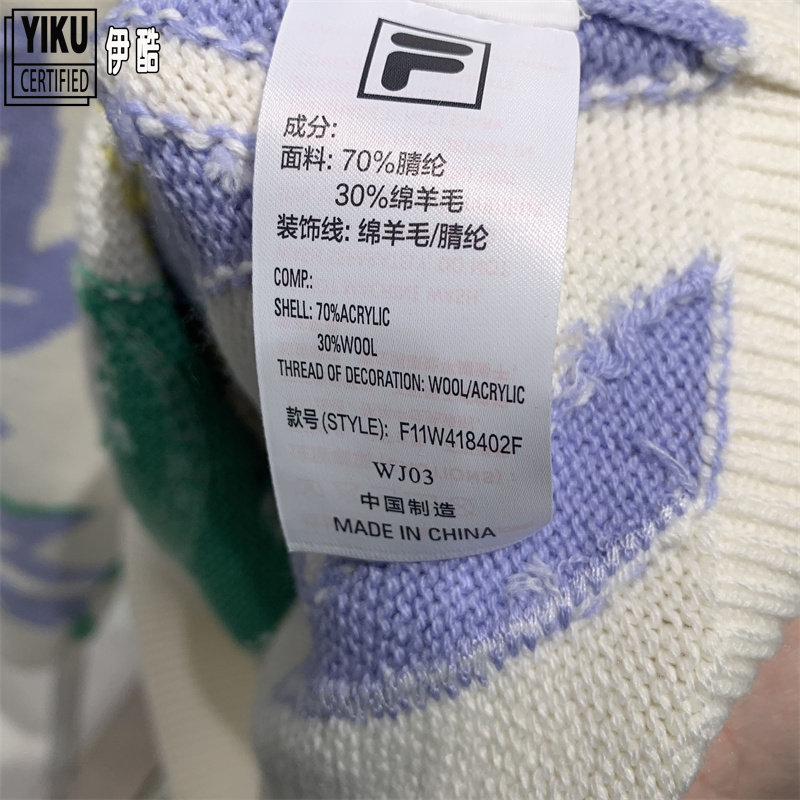 YIKU
CERTIFIED
伊酷
F
成分:
面料: 70%腈纶
30%绵羊毛
装饰线: 绵羊毛/腈纶
COMP.:
SHELL: 70%ACRYLIC
30%WOOL
THREAD OF DECORATION: WOOL/ACRYLIC
款号(STYLE): F11W418402F
WJ03
中国制造
MADE IN CHINA